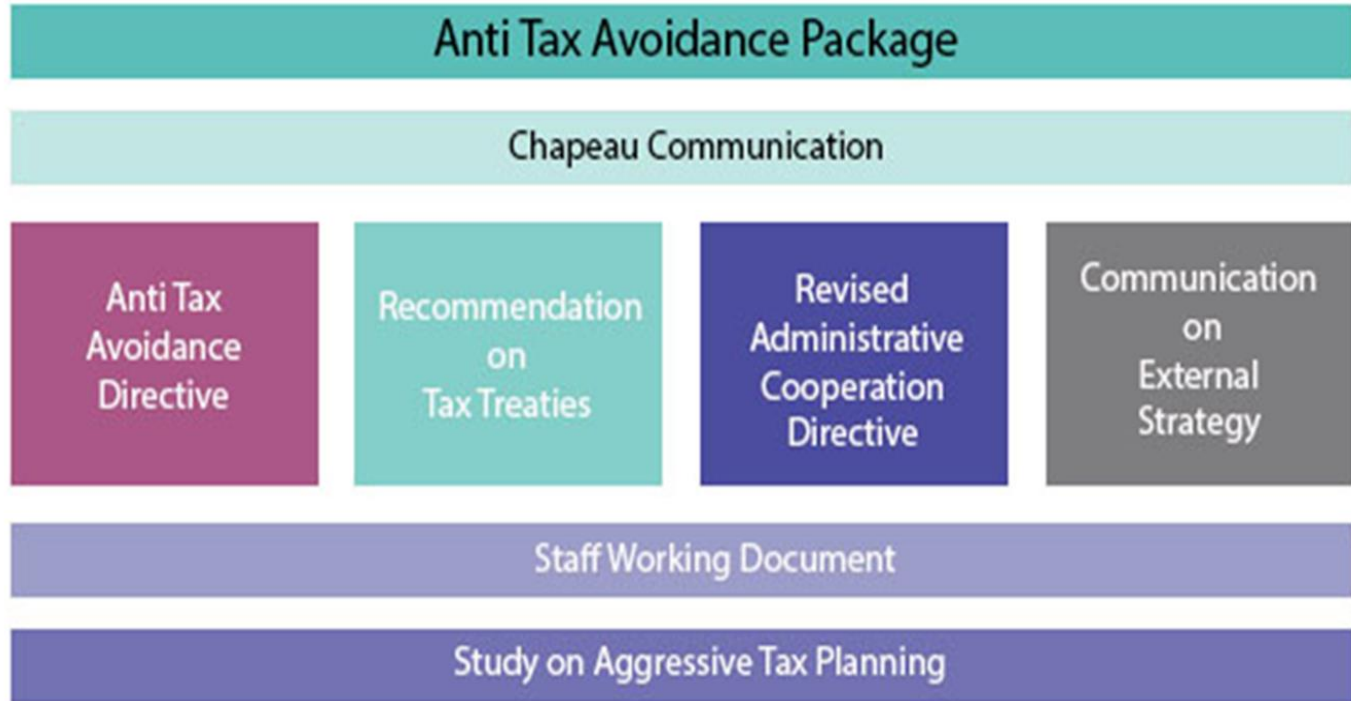 Anti Tax Avoidance Package
Chapeau Communication
Anti Tax
Avoidance
Directive
Recommendation
on
Tax Treaties
Revised
Administrative
Cooperation
Directive
Communication
on
External
Strategy
Staff Working Document
Study on Aggressive Tax Planning